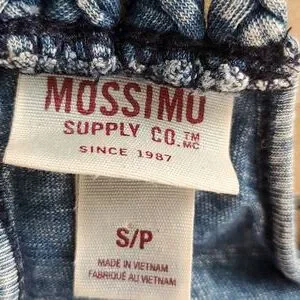 MOSSIMO
SUPPLY CO.™ MC
SINCE 1987
S/P
MADE IN VIETNAM
FABRIQUÉ AU VIETNAM